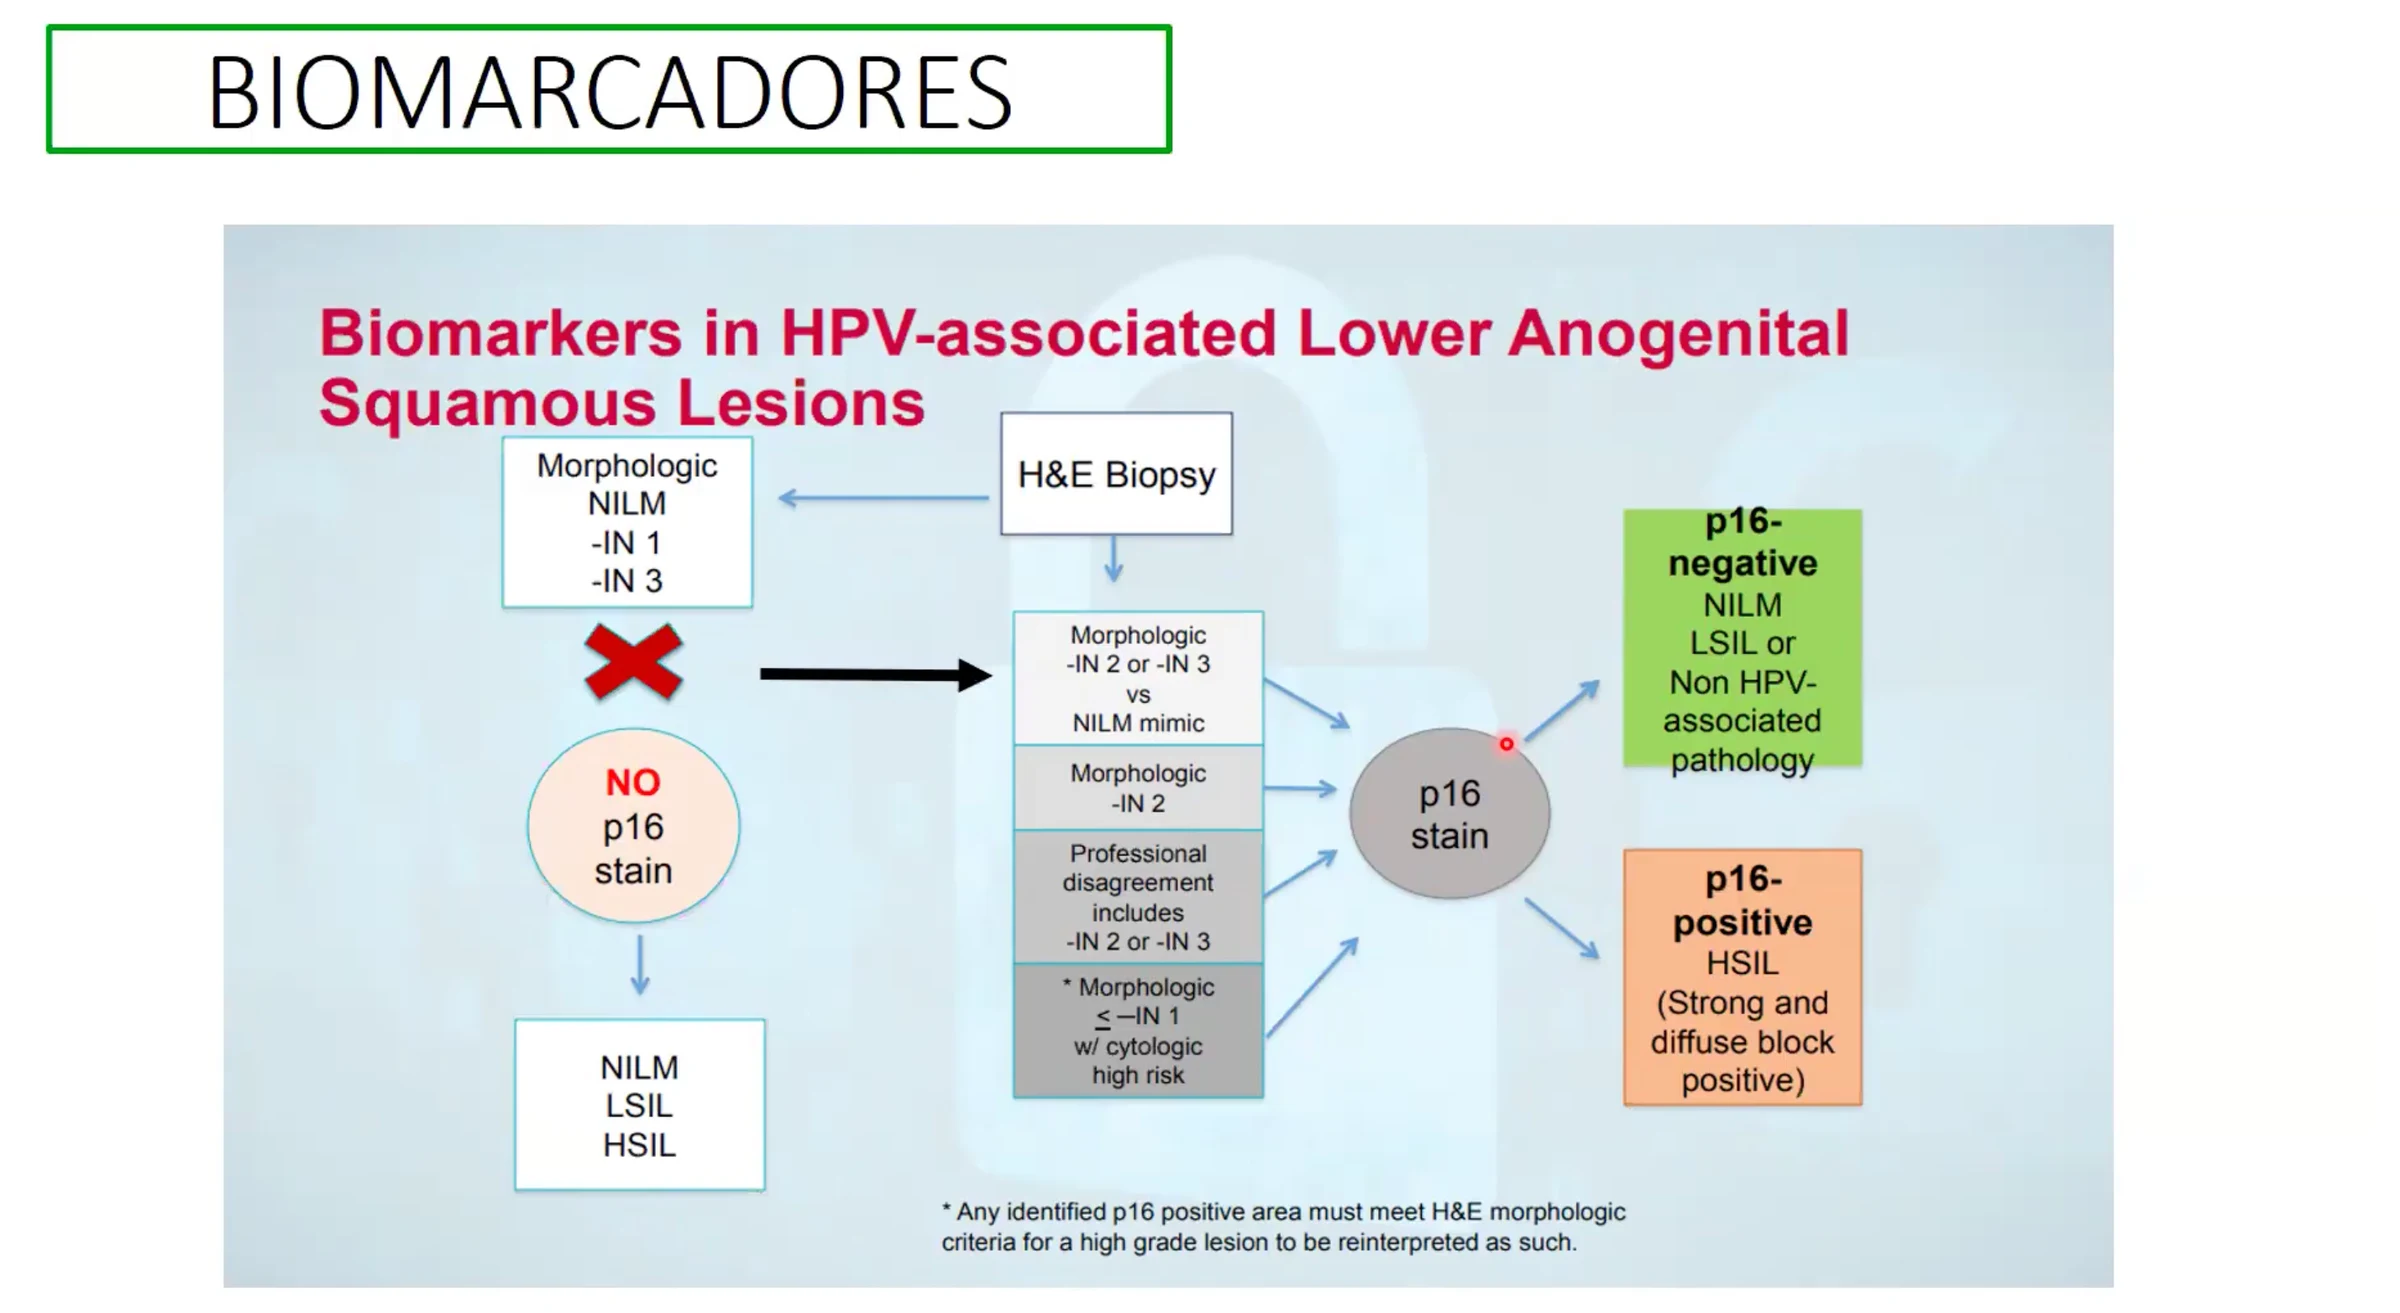 BIOMARCADORES
Biomarkers in HPV-associated Lower Anogenital
Squamous Lesions
H&E Biopsy
Morphologic
NILM
-IN 1
-IN 3
NO
p16
stain
NILM
LSIL
HSIL
Morphologic
-IN 2 or -IN 3
vs
NILM mimic
Morphologic
-IN 2
Professional
disagreement
includes
-IN 2 or -IN 3
* Morphologic
≤ –IN 1
w/ cytologic
high risk
p16
stain
p16-
negative
NILM
LSIL or
Non HPV-
associated
pathology
p16-
positive
HSIL
(Strong and
diffuse block
positive)
* Any identified p16 positive area must meet H&E morphologic
criteria for a high grade lesion to be reinterpreted as such.